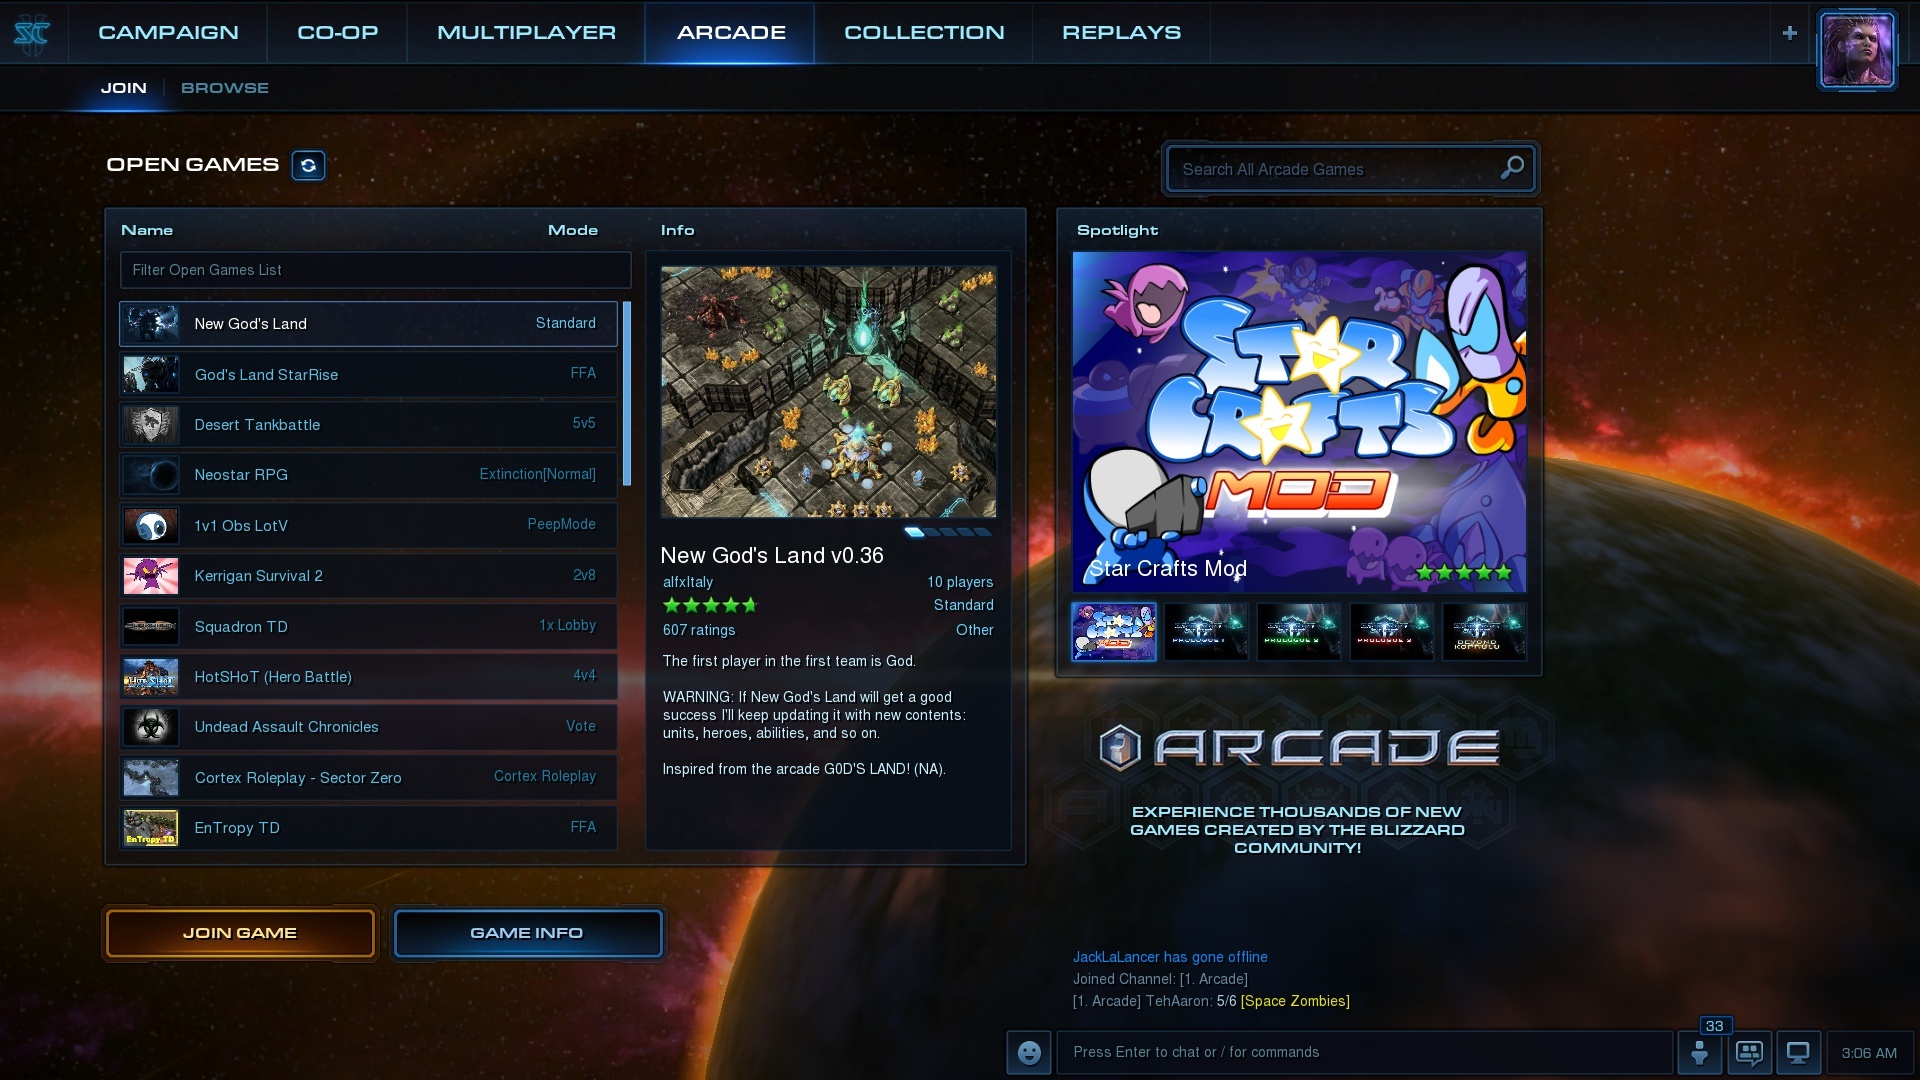 CAMPAIGN CO-OP MULTIPLAYER ARCADE COLLECTION REPLAYS
JOIN BROWSE
OPEN GAMES
Search All Arcade Games
Name Mode
Filter Open Games List
New God's Land Standard
God's Land StarRise FFA
Desert Tankbattle 5v5
Neostar RPG Extinction[Normal]
1v1 Obs LotV PeepMode
Kerrigan Survival 2 2v8
Squadron TD 1x Lobby
HotSHoT (Hero Battle) 4v4
Undead Assault Chronicles Vote
Cortex Roleplay - Sector Zero Cortex Roleplay
EnTropy TD
EnTropy TD FFA
Info
New God's Land v0.36
alfxItaly 10 players
Standard
607 ratings Other
The first player in the first team is God.
WARNING: If New God's Land will get a good
success I'll keep updating it with new contents:
units, heroes, abilities, and so on.
Inspired from the arcade G0D'S LAND! (NA).
JOIN GAME GAME INFO
Spotlight
STAR
CRAFTS
MOD
Star Crafts Mod
ARCADE
EXPERIENCE THOUSANDS OF NEW
GAMES CREATED BY THE BLIZZARD
COMMUNITY!
JackLaLancer has gone offline
Joined Channel: [1. Arcade]
[1. Arcade] TehAaron: 5/6 [Space Zombies]
33
Press Enter to chat or / for commands
3:06 AM